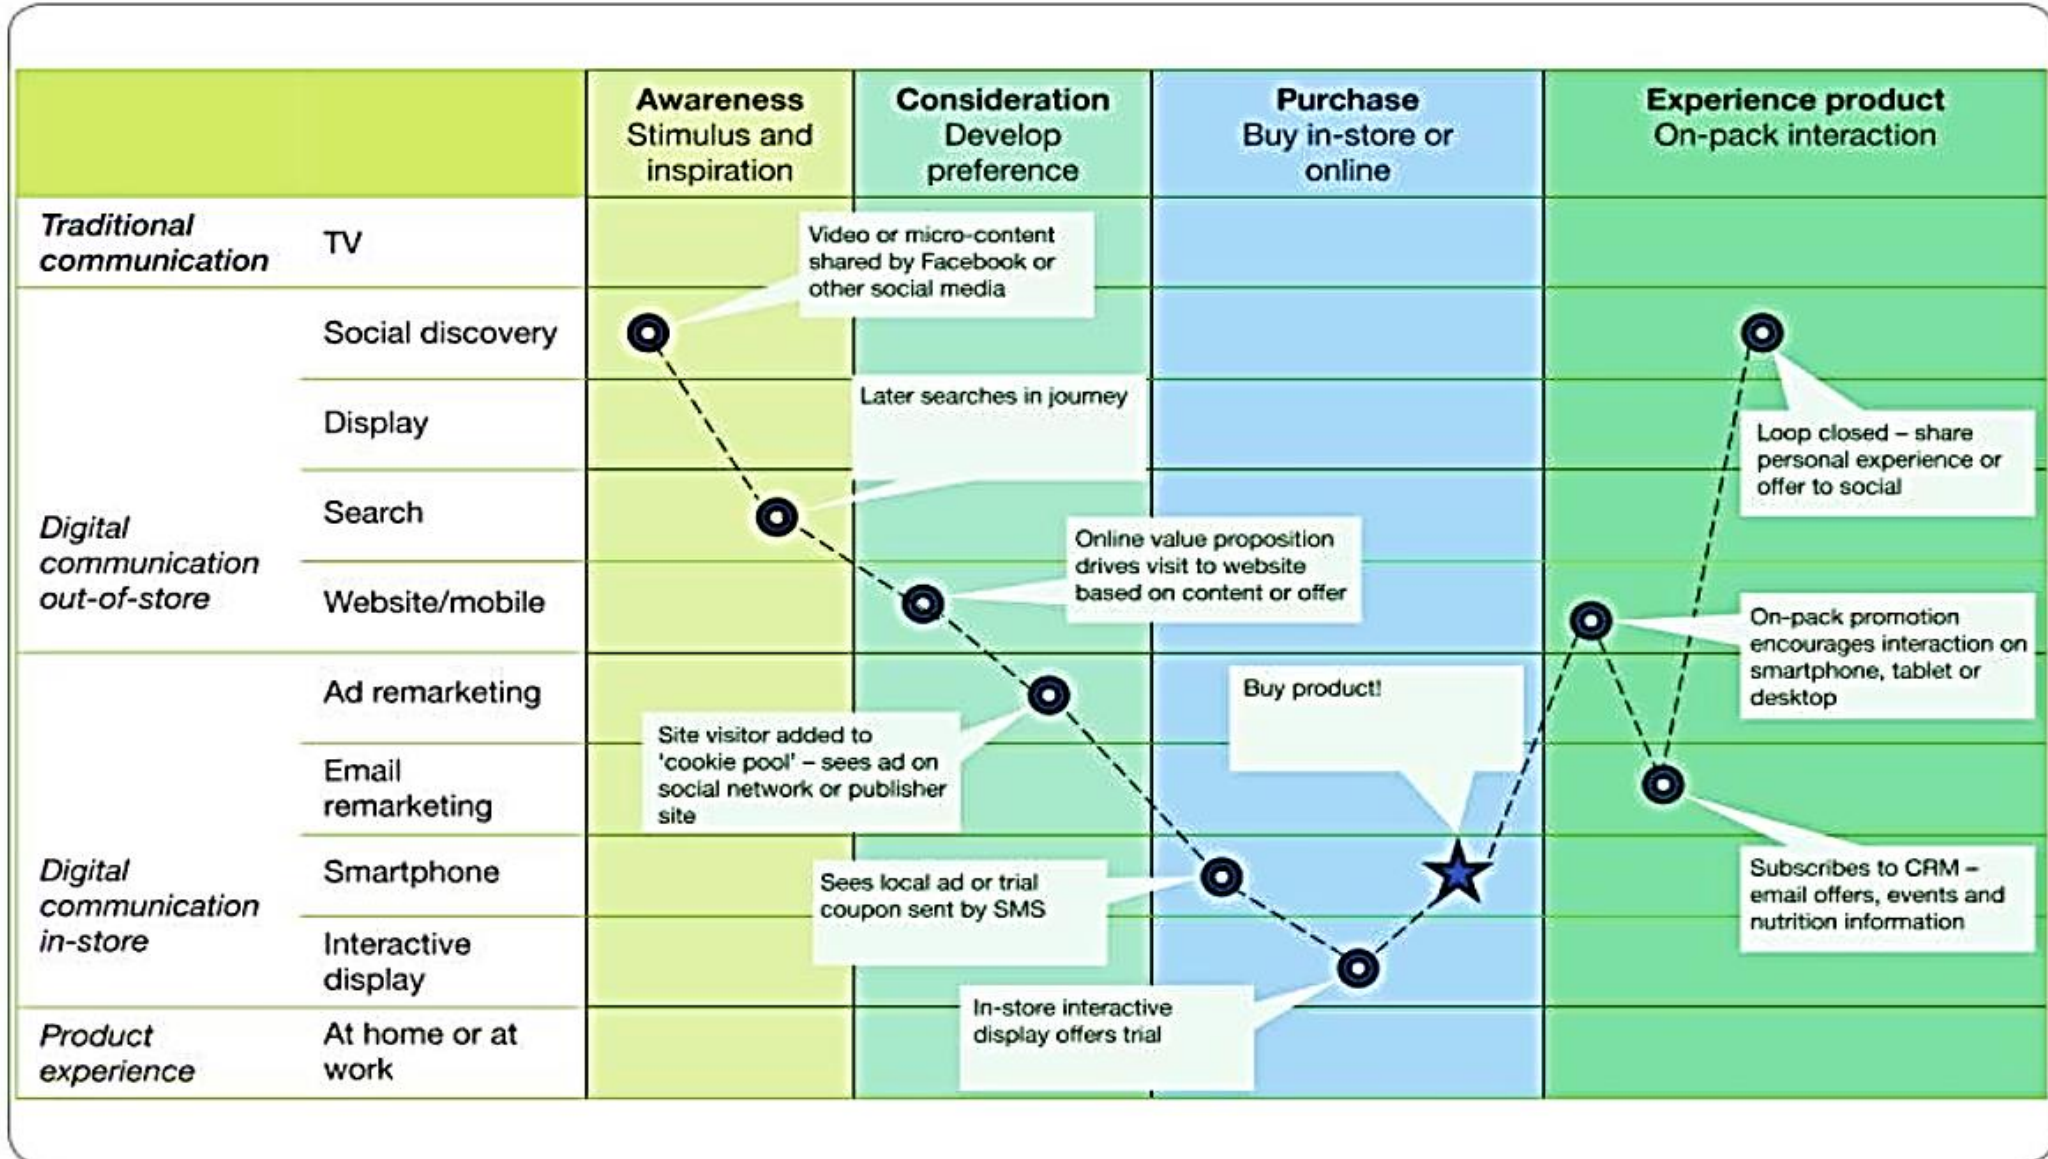 Awareness
Stimulus and
inspiration
Consideration
Develop
preference
Purchase
Buy in-store or
online
Experience product
On-pack interaction
Traditional
communication
TV
Video or micro-content
shared by Facebook or
other social media
Digital
communication
out-of-store
Social discovery
Display
Later searches in journey
Search
Website/mobile
Online value proposition
drives visit to website
based on content or offer
Loop closed – share
personal experience or
offer to social
On-pack promotion
encourages interaction on
smartphone, tablet or
desktop
Digital
communication
in-store
Ad remarketing
Site visitor added to
'cookie pool' – sees ad on
social network or publisher
site
Buy product!
Email
remarketing
Smartphone
Sees local ad or trial
coupon sent by SMS
Subscribes to CRM –
email offers, events and
nutrition information
Interactive
display
In-store interactive
display offers trial
Product
experience
At home or at
work